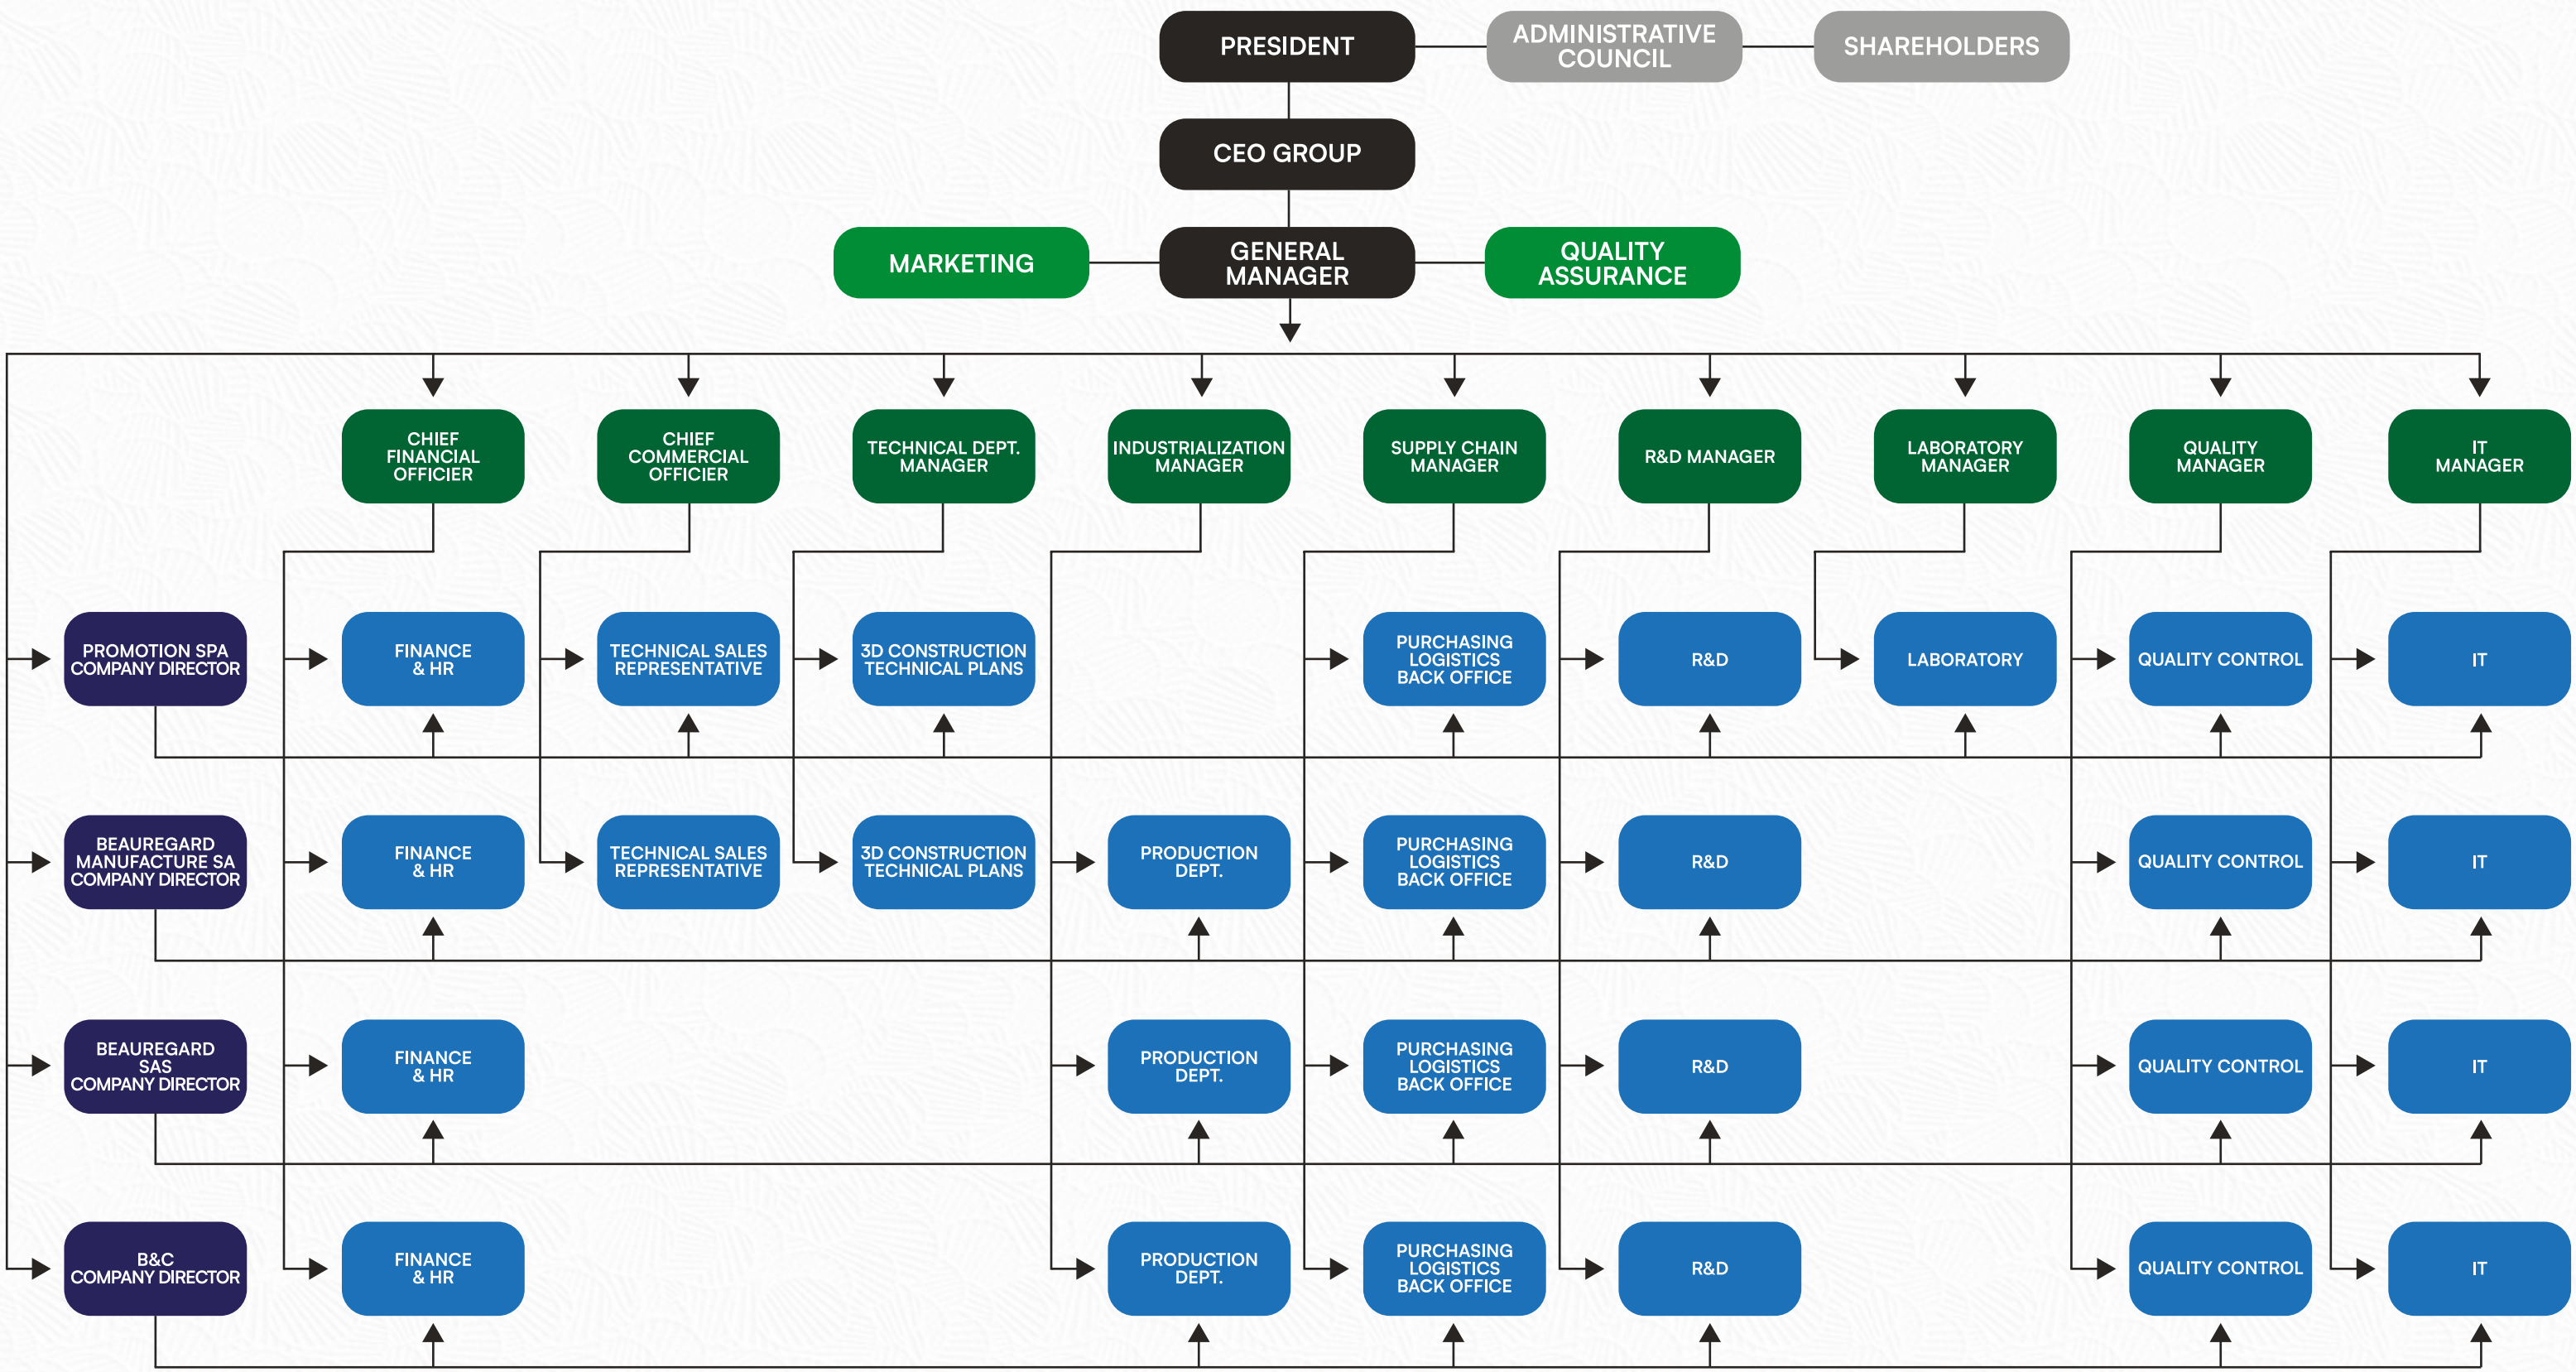 PRESIDENT
ADMINISTRATIVE
COUNCIL
SHAREHOLDERS
CEO GROUP
MARKETING
GENERAL
MANAGER
QUALITY
ASSURANCE
CHIEF
FINANCIAL
OFFICIER
CHIEF
COMMERCIAL
OFFICIER
TECHNICAL DEPT.
MANAGER
INDUSTRIALIZATION
MANAGER
SUPPLY CHAIN
MANAGER
R&D MANAGER
LABORATORY
MANAGER
QUALITY
MANAGER
IT
MANAGER
PROMOTION SPA
COMPANY DIRECTOR
FINANCE
& HR
TECHNICAL SALES
REPRESENTATIVE
3D CONSTRUCTION
TECHNICAL PLANS
PURCHASING
LOGISTICS
BACK OFFICE
R&D
LABORATORY
QUALITY CONTROL
IT
BEAUREGARD
MANUFACTURE SA
COMPANY DIRECTOR
FINANCE
& HR
TECHNICAL SALES
REPRESENTATIVE
3D CONSTRUCTION
TECHNICAL PLANS
PRODUCTION
DEPT.
PURCHASING
LOGISTICS
BACK OFFICE
R&D
QUALITY CONTROL
IT
BEAUREGARD
SAS
COMPANY DIRECTOR
FINANCE
& HR
PRODUCTION
DEPT.
PURCHASING
LOGISTICS
BACK OFFICE
R&D
QUALITY CONTROL
IT
B&C
COMPANY DIRECTOR
FINANCE
& HR
PRODUCTION
DEPT.
PURCHASING
LOGISTICS
BACK OFFICE
R&D
QUALITY CONTROL
IT